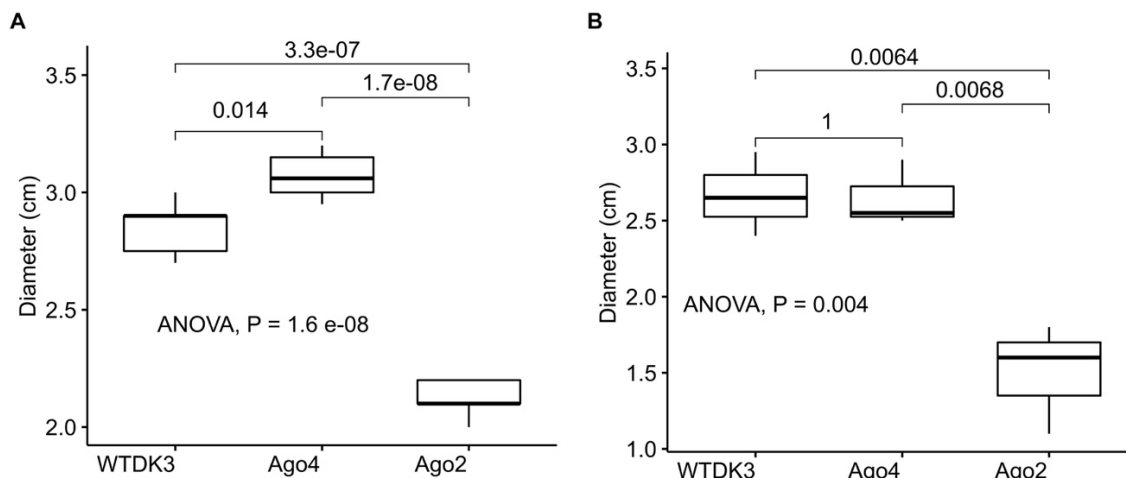 A
Diameter (cm)
3.5
3.0
2.5
2.0
3.3e-07
1.7e-08
0.014
ANOVA, P = 1.6 e-08
WTDK3 Ago4 Ago2
B
Diameter (cm)
3.5
3.0
2.5
2.0
1.5
1.0
0.0064
0.0068
1
ANOVA, P = 0.004
WTDK3 Ago4 Ago2